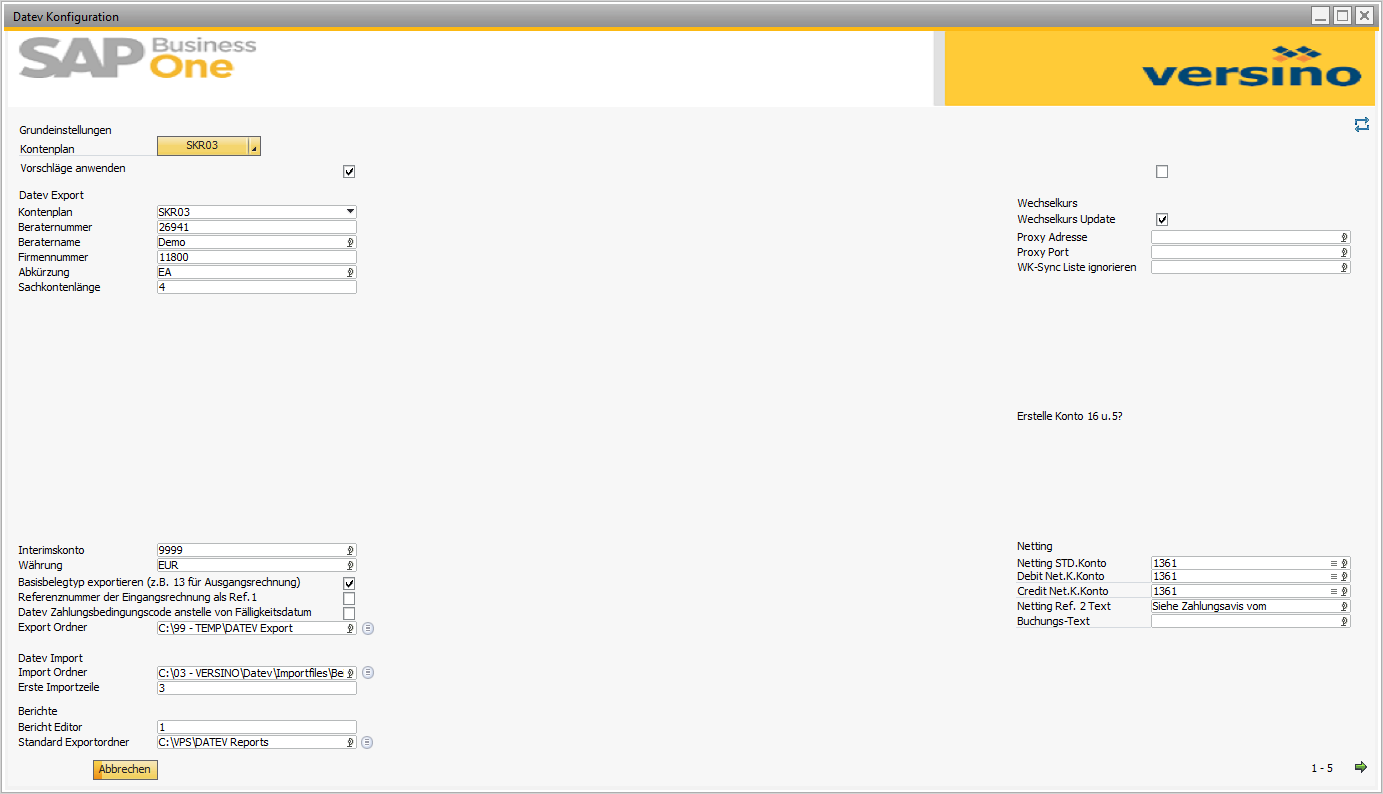 Datev Konfiguration
SAP Business One
versino
Grundeinstellungen
Kontenplan SKR03
Vorschläge anwenden
Datev Export
Kontenplan SKR03
Beraternummer 26941
Beratername Demo
Firmennummer 11800
Abkürzung EA
Sachkontenlänge 4
Wechselkurs
Wechselkurs Update
Proxy Adresse
Proxy Port
WK-Sync Liste ignorieren
Erstelle Konto 16 u.5?
Interimskonto 9999
Währung EUR
Basisbelegtyp exportieren (z.B. 13 für Ausgangsrechnung)
Referenznummer der Eingangsrechnung als Ref.1
Datev Zahlungsbedingungscode anstelle von Fälligkeitsdatum
Export Ordner C:\99 - TEMP\DATEV Export
Netting
Netting STD.Konto 1361
Debit Net.K.Konto 1361
Credit Net.K.Konto 1361
Netting Ref. 2 Text Siehe Zahlungsavis vom
Buchungs-Text
Datev Import
Import Ordner C:\03 - VERSINO\Datev\Importfiles\Be
Erste Importzeile 3
Berichte
Bericht Editor 1
Standard Exportordner C:\VPS\DATEV Reports
Abbrechen
1 - 5